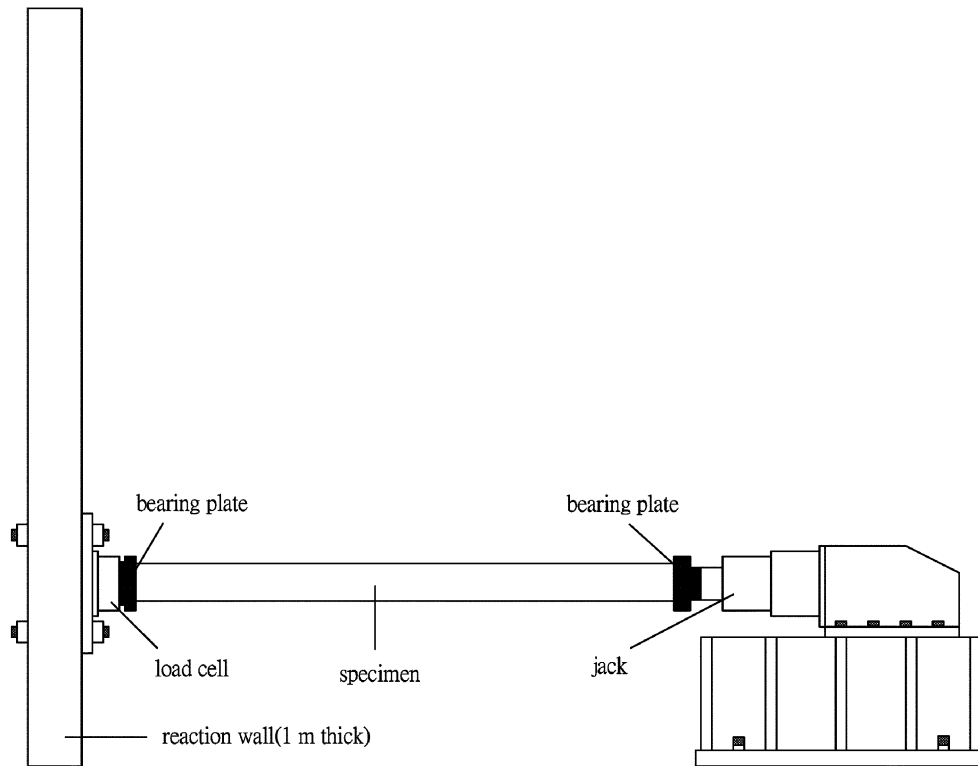 bearing plate
bearing plate
load cell
specimen
jack
reaction wall(1 m thick)